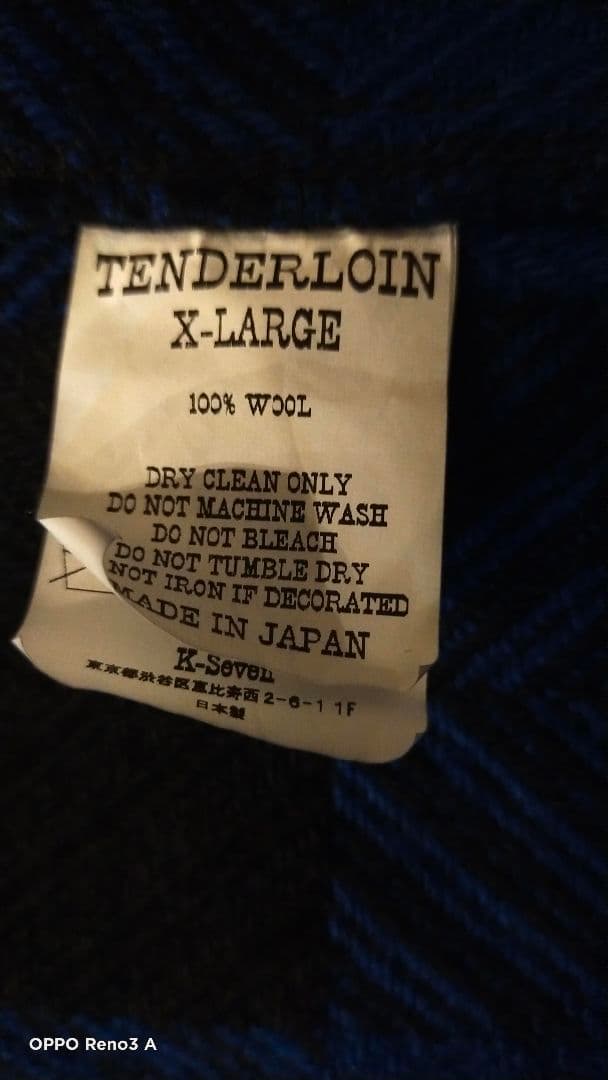 TENDERLOIN
X-LARGE
100% WOOL
DRY CLEAN ONLY
DO NOT MACHINE WASH
DO NOT BLEACH
DO NOT TUMBLE DRY
NOT IRON IF DECORATED
MADE IN JAPAN
K-Seven
東京都渋谷区恵比寿西2-6-1 1F
日本製
OPPO Reno3 A